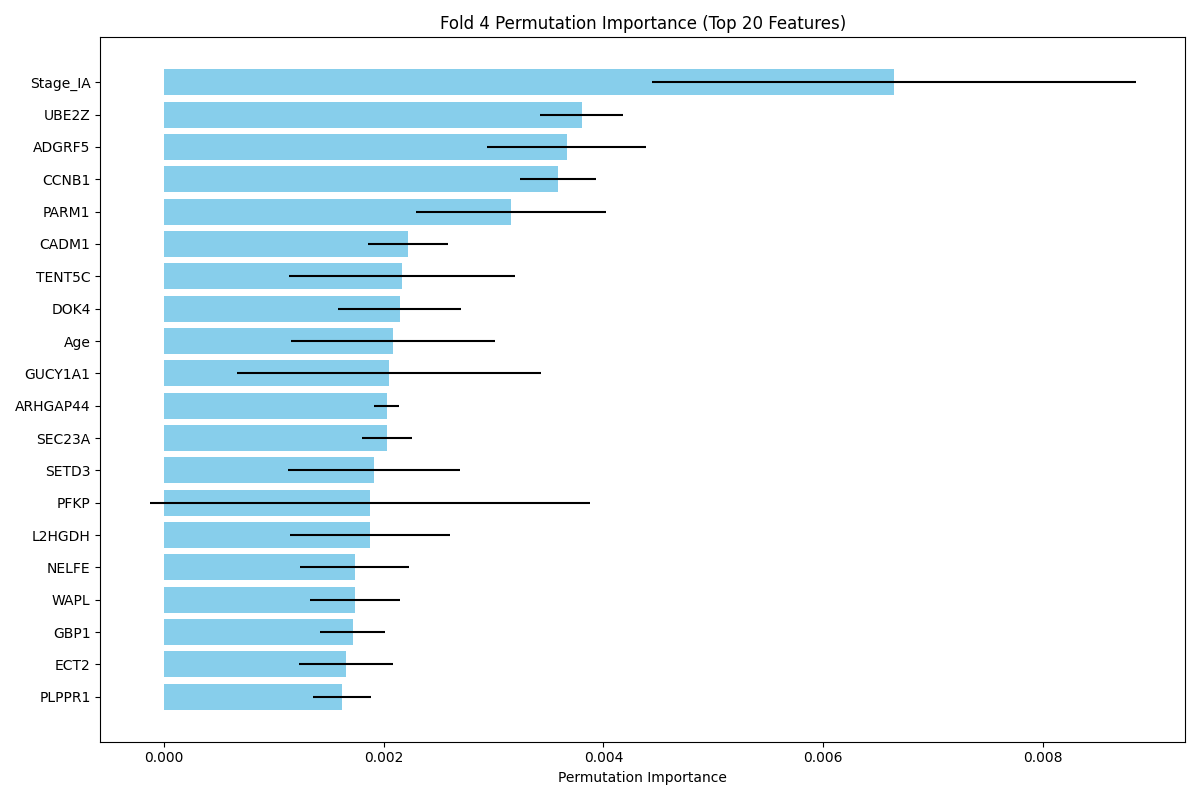 Fold 4 Permutation Importance (Top 20 Features)
Stage_IA
UBE2Z
ADGRF5
CCNB1
PARM1
CADM1
TENT5C
DOK4
Age
GUCY1A1
ARHGAP44
SEC23A
SETD3
PFKP
L2HGDH
NELFE
WAPL
GBP1
ECT2
PLPPR1
0.000 0.002 0.004 0.006 0.008
Permutation Importance